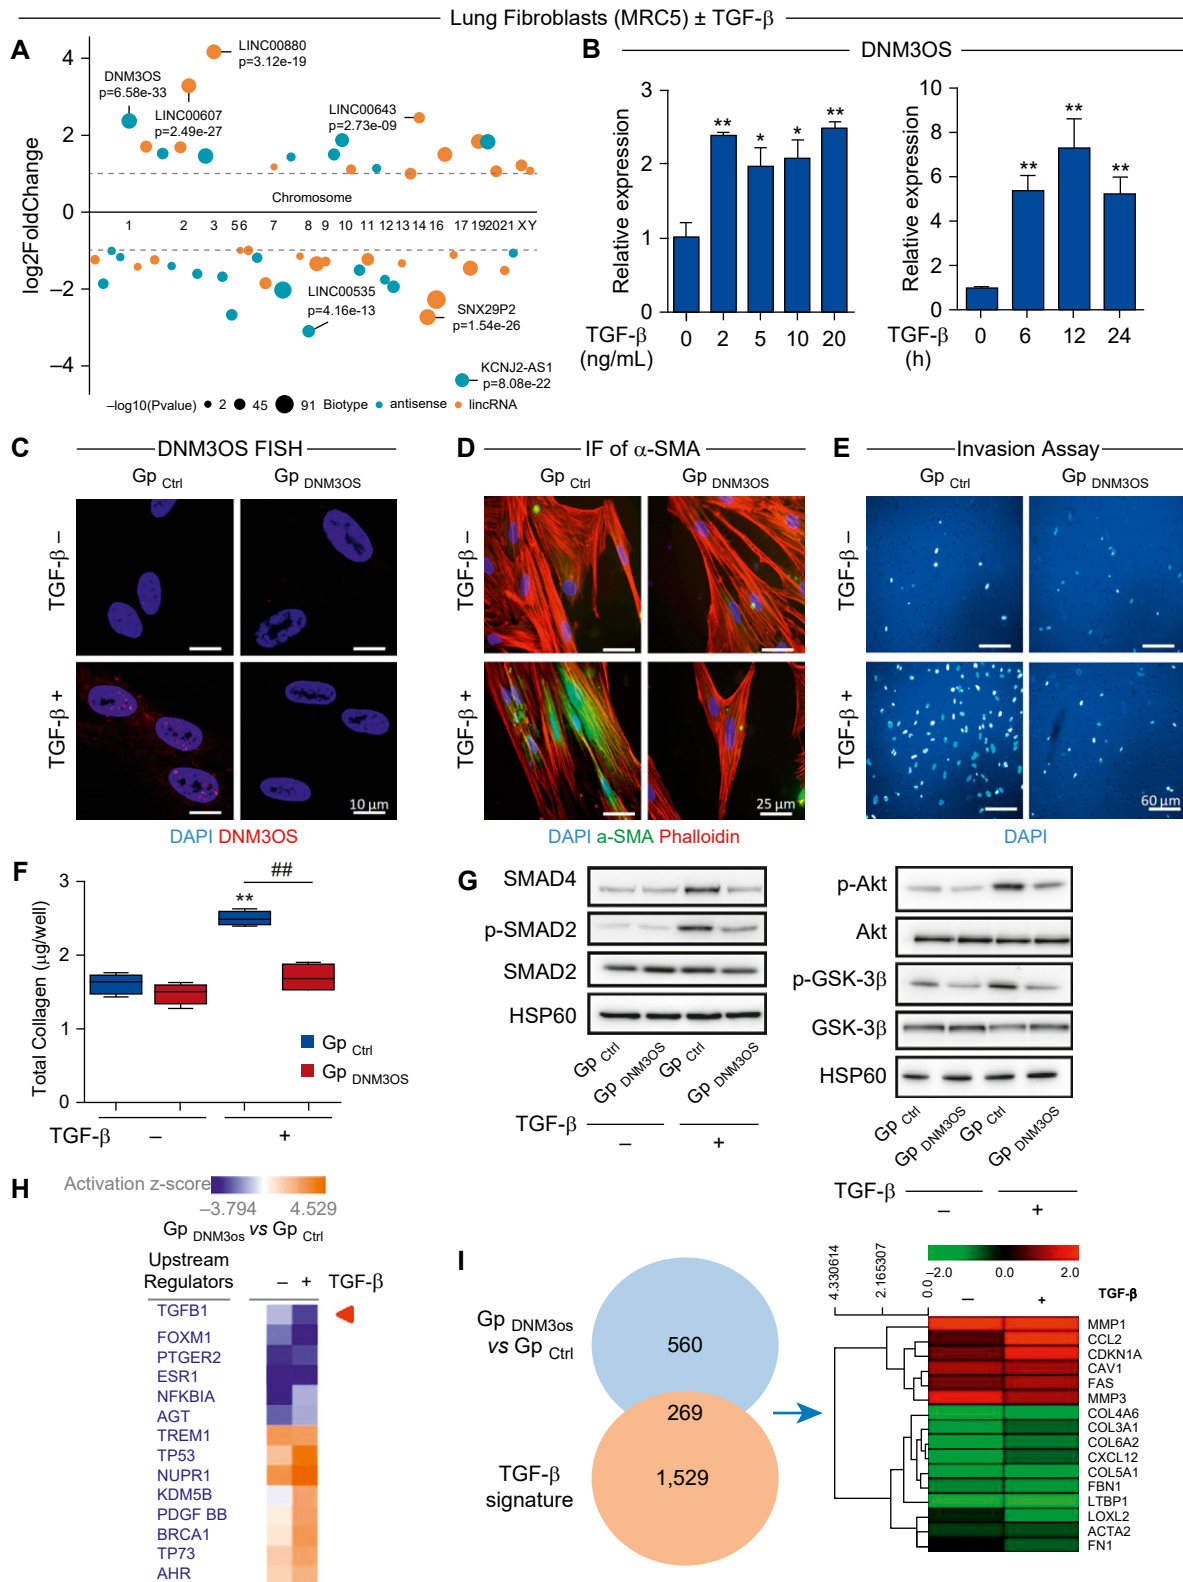 Lung Fibroblasts (MRC5) ± TGF-β
A
log2FoldChange
4
2
0
−2
−4
LINC00880
p=3.12e-19
DNM3OS
p=6.58e-33
LINC00607
p=2.49e-27
LINC00643
p=2.73e-09
Chromosome
1 2 3 56 7 8 9 10 11 12 13 14 16 17 192021 X Y
LINC00535
p=4.16e-13
SNX29P2
p=1.54e-26
KCNJ2-AS1
p=8.08e-22
−log10(Pvalue) 2 45 91 Biotype antisense lincRNA
B
DNM3OS
Relative expression
3
2
1
0
** * * **
TGF-β
(ng/mL)
0 2 5 10 20
Relative expression
10
8
6
4
2
0
** ** **
TGF-β
(h)
0 6 12 24
C
DNM3OS FISH
Gp Ctrl
Gp DNM3OS
TGF-β −
TGF-β +
10 µm
DAPI DNM3OS
D
IF of α-SMA
Gp Ctrl
Gp DNM3OS
TGF-β −
TGF-β +
25 µm
DAPI a-SMA Phalloidin
E
Invasion Assay
Gp Ctrl
Gp DNM3OS
TGF-β −
TGF-β +
60 µm
DAPI
F
Total Collagen (µg/well)
3
2
1
0
##
**
Gp Ctrl
Gp DNM3OS
TGF-β − +
G
SMAD4
p-SMAD2
SMAD2
HSP60
Gp Ctrl
Gp DNM3OS
Gp Ctrl
Gp DNM3OS
TGF-β
− +
p-Akt
Akt
p-GSK-3β
GSK-3β
HSP60
Gp Ctrl
Gp DNM3OS
Gp Ctrl
Gp DNM3OS
TGF-β
− +
H
Activation z-score
−3.794 4.529
Gp DNM3os vs Gp Ctrl
Upstream
Regulators
− + TGF-β
TGFB1
FOXM1
PTGER2
ESR1
NFKBIA
AGT
TREM1
TP53
NUPR1
KDM5B
PDGF BB
BRCA1
TP73
AHR
I
Gp DNM3os
vs Gp Ctrl
560
269
1,529
TGF-β
signature
4.330614
2.165307
0.0
−2.0 0.0 2.0
TGF-β
− +
MMP1
CCL2
CDKN1A
CAV1
FAS
MMP3
COL4A6
COL3A1
COL6A2
CXCL12
COL5A1
FBN1
LTBP1
LOXL2
ACTA2
FN1